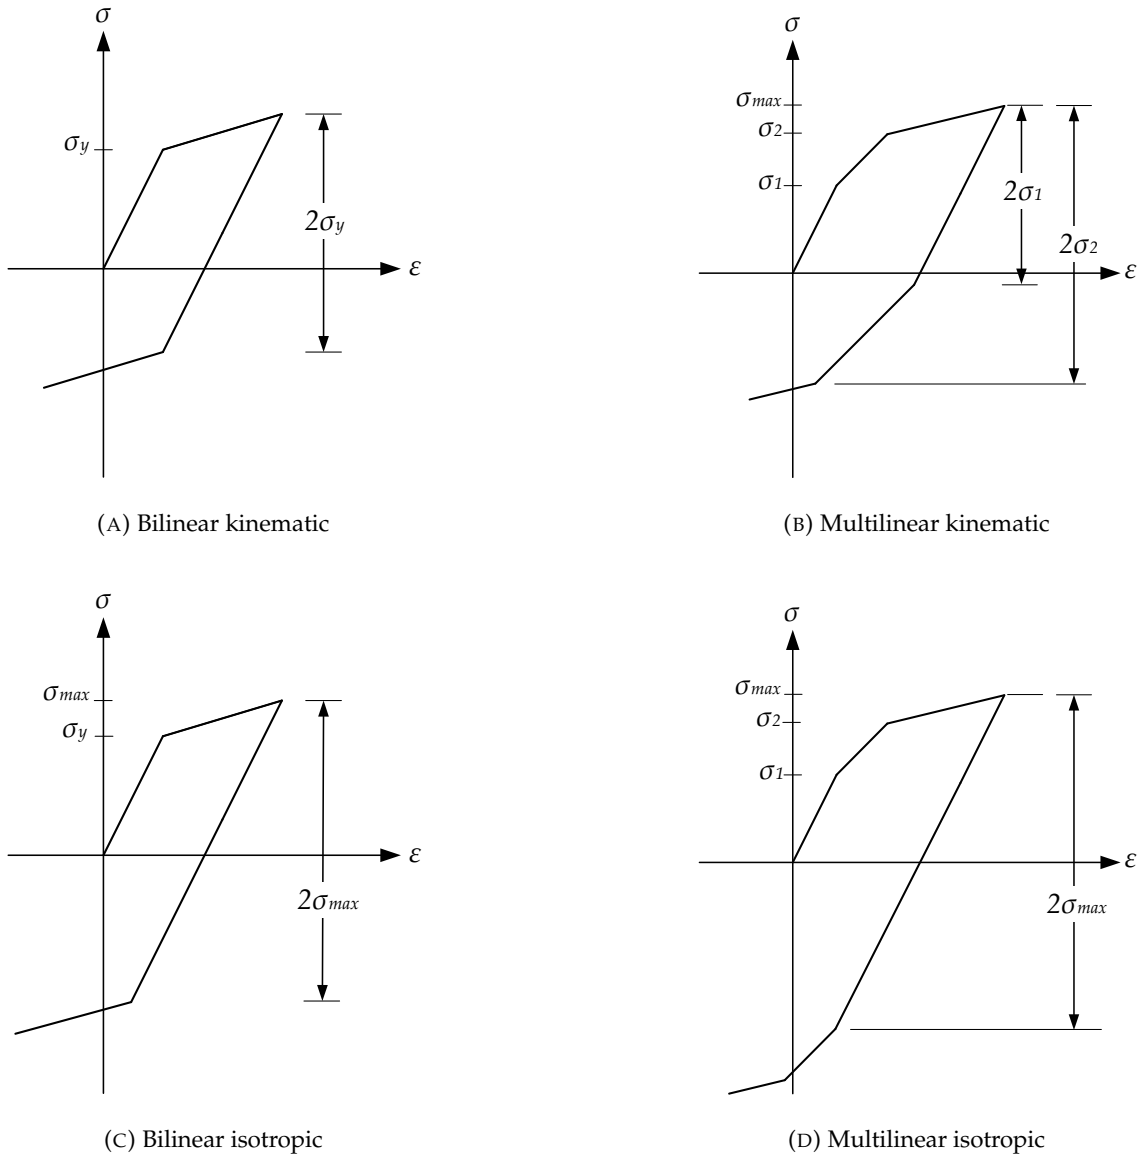 σ
σy
2σy
ε
(A) Bilinear kinematic
σ
σmax
σ2
σ1
2σ1
2σ2
ε
(B) Multilinear kinematic
σ
σmax
σy
ε
2σmax
(C) Bilinear isotropic
σ
σmax
σ2
σ1
ε
2σmax
(D) Multilinear isotropic